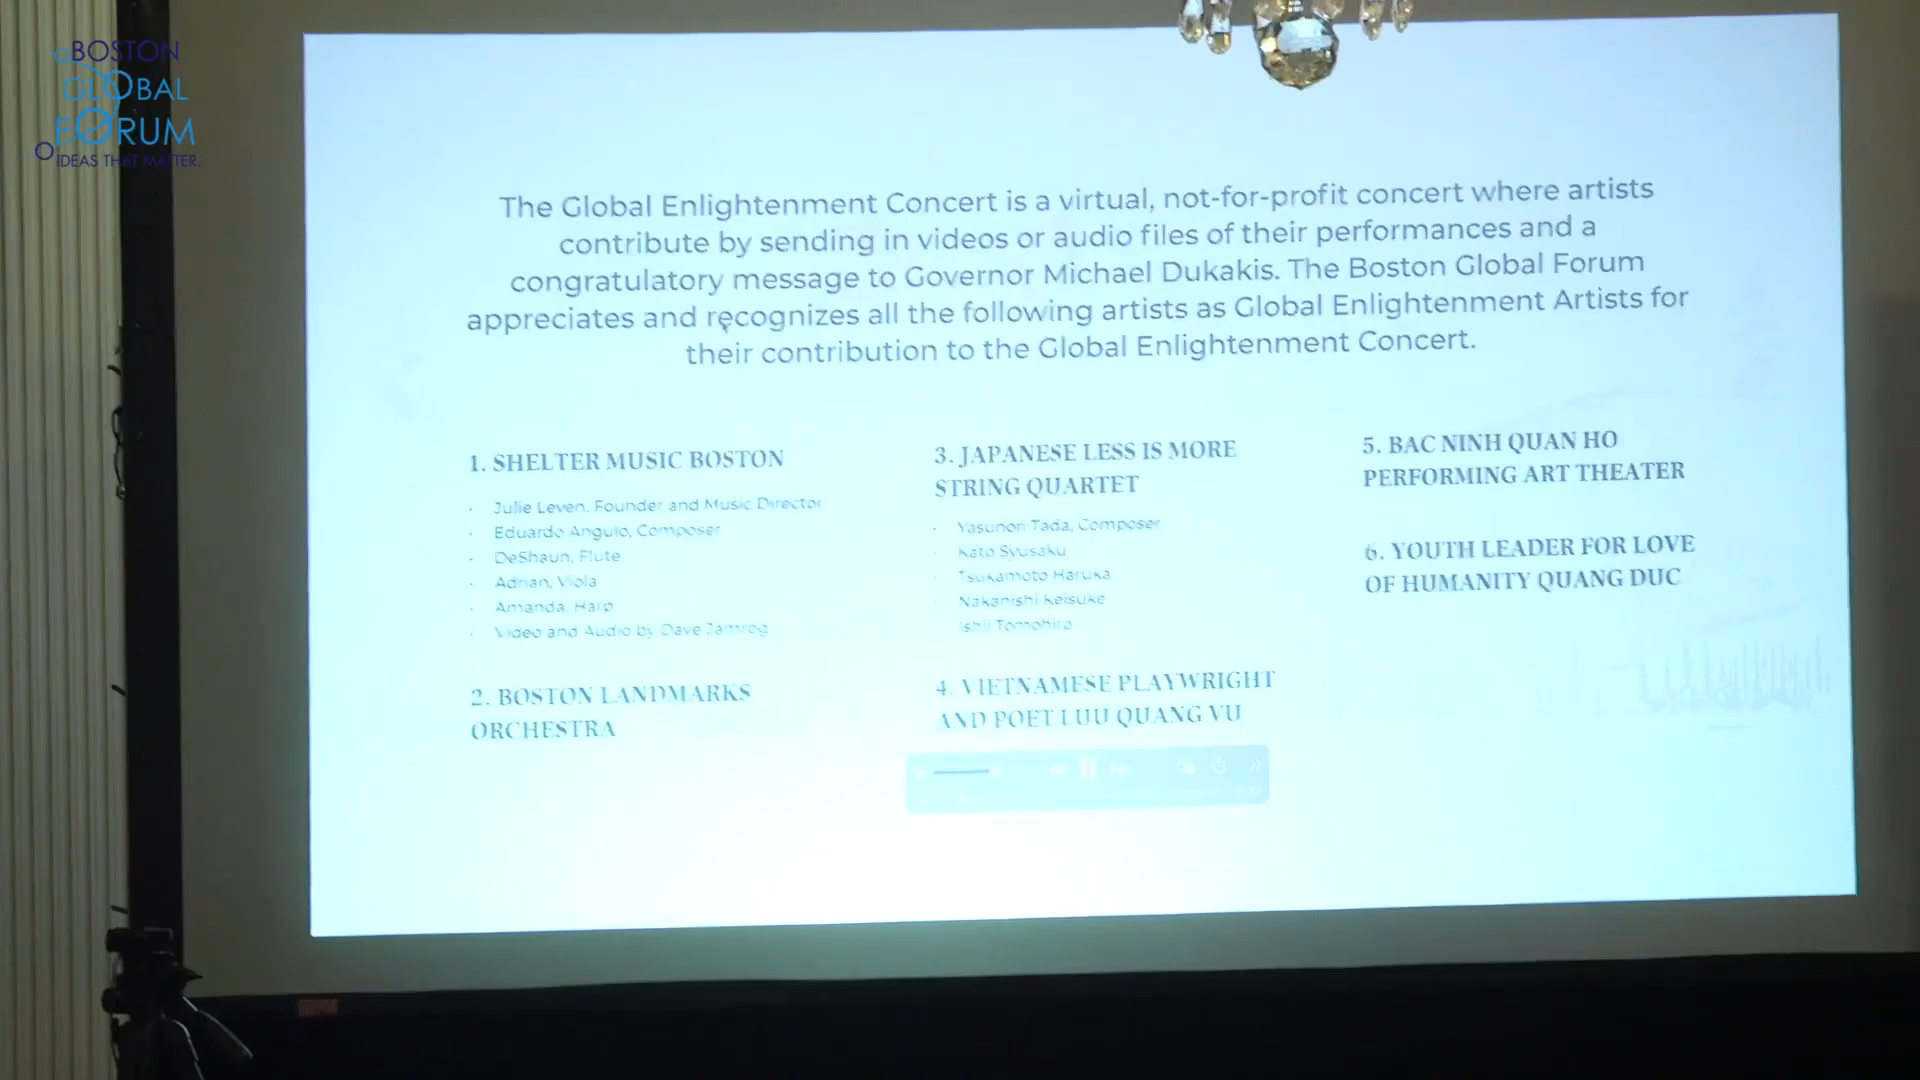 BOSTON
GLOBAL
FORUM
IDEAS THAT MATTER.
The Global Enlightenment Concert is a virtual, not-for-profit concert where artists
contribute by sending in videos or audio files of their performances and a
congratulatory message to Governor Michael Dukakis. The Boston Global Forum
appreciates and recognizes all the following artists as Global Enlightenment Artists for
their contribution to the Global Enlightenment Concert.
1. SHELTER MUSIC BOSTON
Julie Leven, Founder and Music Director
Eduardo Angulo, Composer
DeShaun, Flute
Adrian, Viola
Amanda, Harp
Video and Audio by Dave Jamrog
2. BOSTON LANDMARKS
ORCHESTRA
3. JAPANESE LESS IS MORE
STRING QUARTET
Yasunori Tada, Composer
Kato Syusaku
Tsukamoto Haruka
Nakanishi Keisuke
Ishii Tomohiro
4. VIETNAMESE PLAYWRIGHT
AND POET LUU QUANG VU
5. BAC NINH QUAN HO
PERFORMING ART THEATER
6. YOUTH LEADER FOR LOVE
OF HUMANITY QUANG DUC